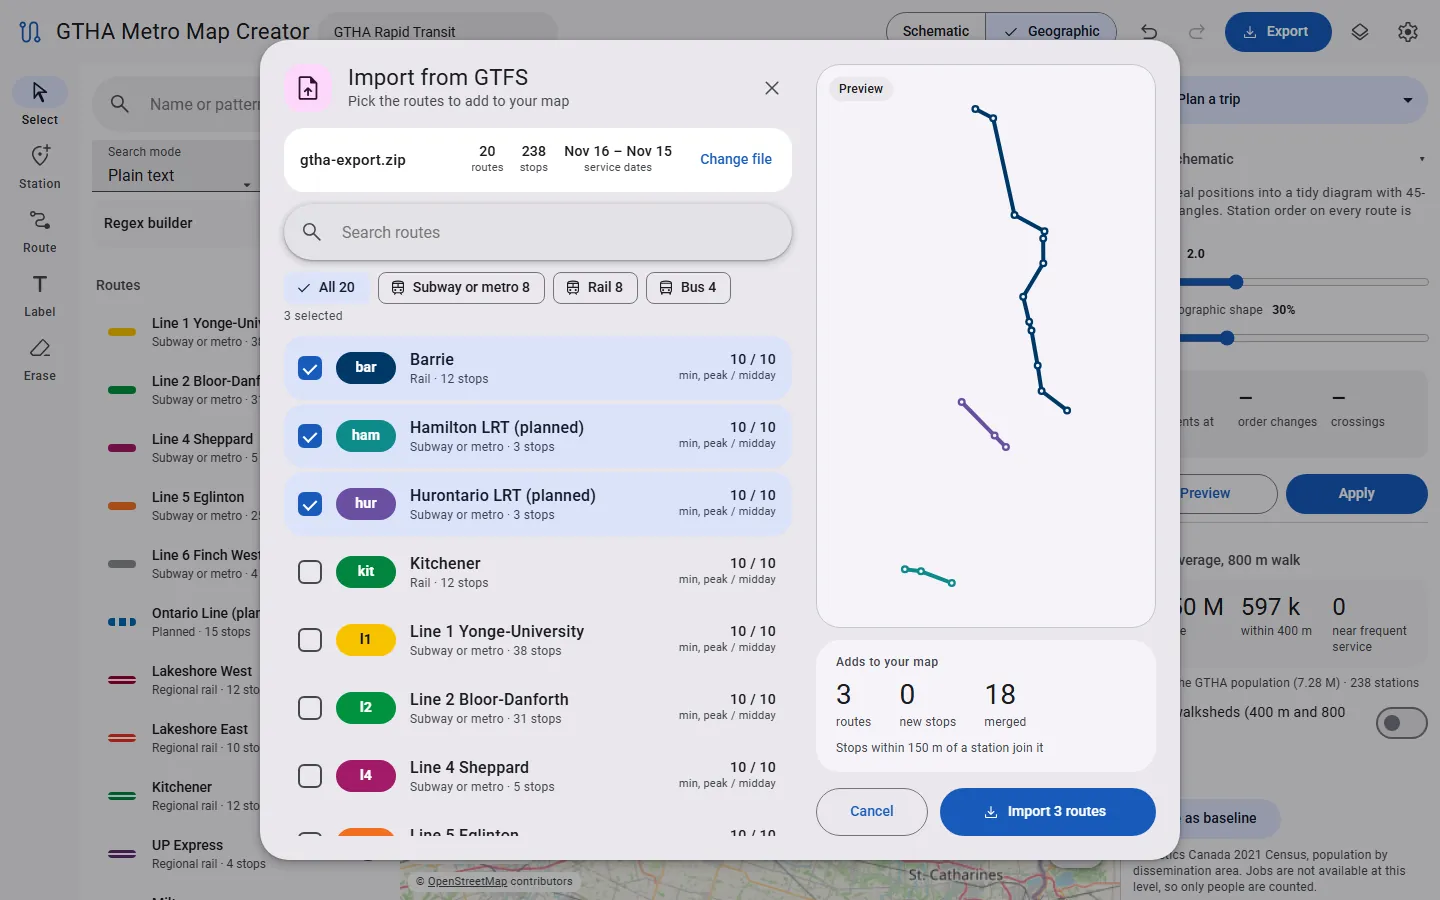 GTHA Metro Map Creator
GTHA Rapid Transit
Schematic
Geographic
Export
Select
Station
Route
Label
Erase
Name or pattern
Search mode
Plain text
Regex builder
Routes
Line 1 Yonge-Univ
Subway or metro · 38
Line 2 Bloor-Danf
Subway or metro · 3
Line 4 Sheppard
Subway or metro · 5
Line 5 Eglinton
Subway or metro · 2
Line 6 Finch West
Subway or metro · 4
Ontario Line (plan
Planned · 15 stops
Lakeshore West
Regional rail · 12 sto
Lakeshore East
Regional rail · 10 sto
Kitchener
Regional rail · 12 sto
UP Express
Regional rail · 4 stops
Import from GTFS
Pick the routes to add to your map
gtha-export.zip
20
routes
238
stops
Nov 16 – Nov 15
service dates
Change file
Search routes
All 20
Subway or metro 8
Rail 8
Bus 4
3 selected
bar
Barrie
Rail · 12 stops
10 / 10
min, peak / midday
ham
Hamilton LRT (planned)
Subway or metro · 3 stops
10 / 10
min, peak / midday
hur
Hurontario LRT (planned)
Subway or metro · 3 stops
10 / 10
min, peak / midday
kit
Kitchener
Rail · 12 stops
10 / 10
min, peak / midday
l1
Line 1 Yonge-University
Subway or metro · 38 stops
10 / 10
min, peak / midday
l2
Line 2 Bloor-Danforth
Subway or metro · 31 stops
10 / 10
min, peak / midday
l4
Line 4 Sheppard
Subway or metro · 5 stops
10 / 10
min, peak / midday
Line 5 Eglinton
10 / 10
Preview
Adds to your map
3
routes
0
new stops
18
merged
Stops within 150 m of a station join it
Cancel
Import 3 routes
Plan a trip
chematic
eal positions into a tidy diagram with 45-
angles. Station order on every route is
2.0
ographic shape 30%
nts at
–
order changes
–
crossings
Preview
Apply
verage, 800 m walk
0 M
e
597 k
within 400 m
0
near frequent
service
he GTHA population (7.28 M) · 238 stations
alksheds (400 m and 800
as baseline
tics Canada 2021 Census, population by
dissemination area. Jobs are not available at this
level, so only people are counted.
© OpenStreetMap contributors
St. Catharines